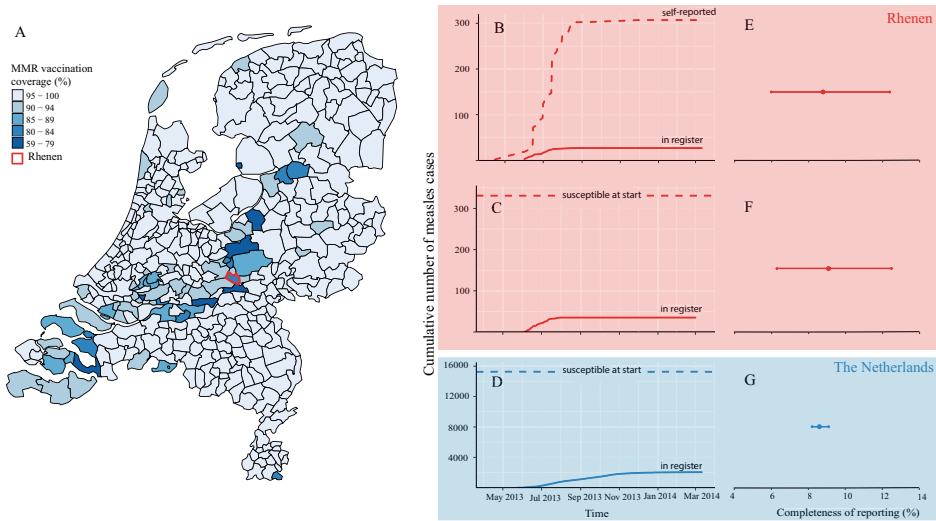 A
MMR vaccination
coverage (%)
95 – 100
90 – 94
85 – 89
80 – 84
59 – 79
Rhenen
Cumulative number of measles cases
Rhenen
B
self-reported
300
200
100
in register
E
C
susceptible at start
300
200
100
in register
F
The Netherlands
D
susceptible at start
16000
12000
8000
4000
in register
May 2013 Jul 2013 Sep 2013 Nov 2013 Jan 2014 Mar 2014
Time
G
4 6 8 10 12 14
Completeness of reporting (%)